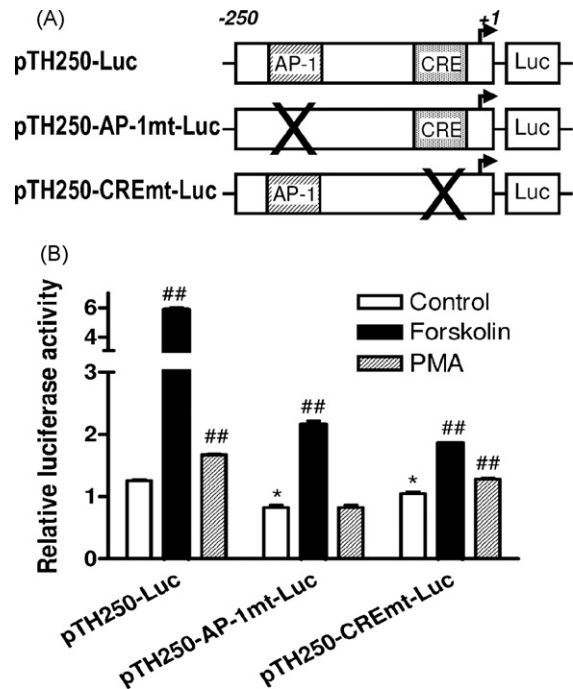 (A)
-250 +1
pTH250-Luc AP-1 CRE Luc
pTH250-AP-1mt-Luc CRE Luc
pTH250-CREmt-Luc AP-1 Luc
(B)
Relative luciferase activity
6
4
3
2
1
0
## ## 
* ##
* ## ##
Control
Forskolin
PMA
pTH250-Luc
pTH250-AP-1mt-Luc
pTH250-CREmt-Luc